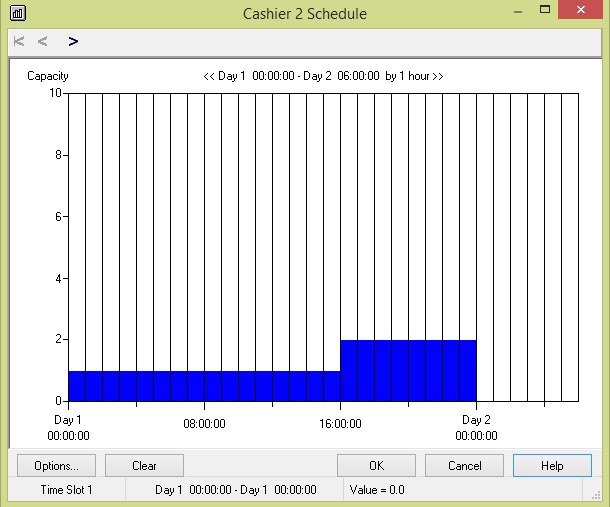 Cashier 2 Schedule
Capacity
<< Day 1 00:00:00 - Day 2 06:00:00 by 1 hour >>
10
8
6
4
2
0
Day 1
00:00:00
08:00:00
16:00:00
Day 2
00:00:00
Options...
Clear
OK
Cancel
Help
Time Slot 1
Day 1 00:00:00 - Day 1 00:00:00
Value = 0.0